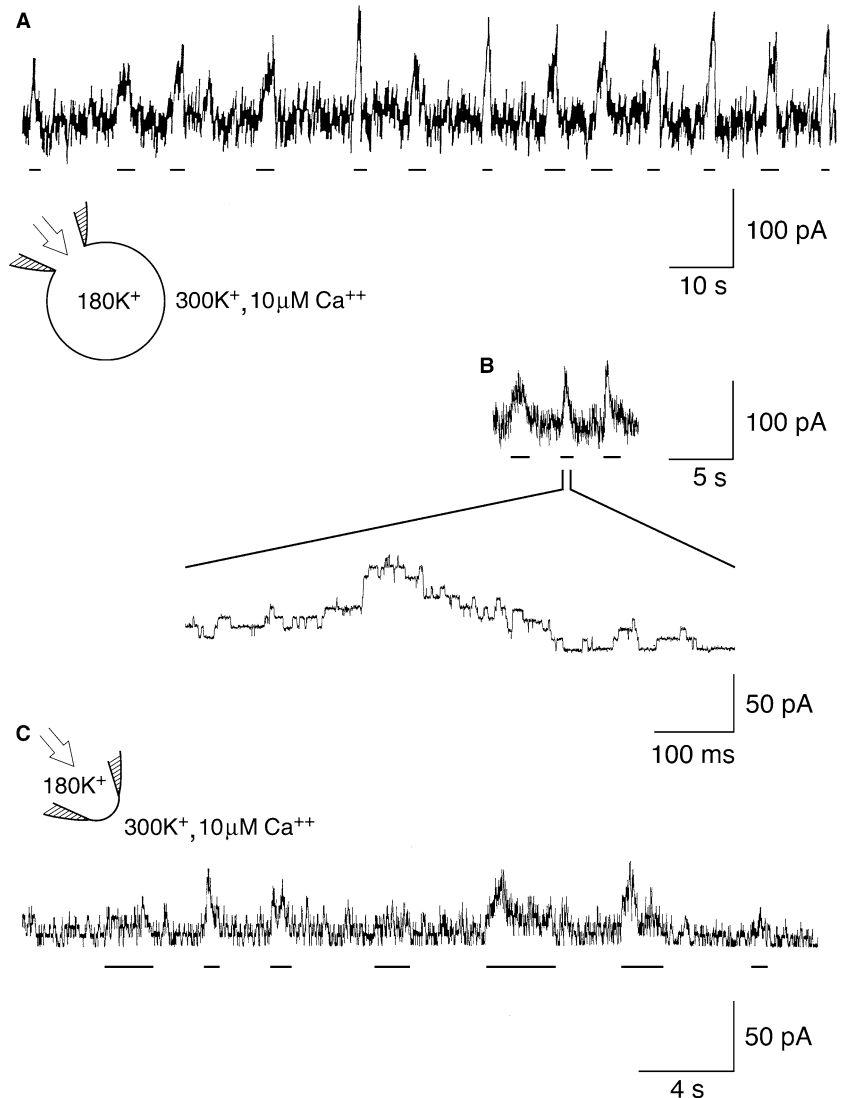 A
100 pA
10 s
180K⁺ 300K⁺, 10μM Ca⁺⁺
B
100 pA
5 s
50 pA
100 ms
C
180K⁺
300K⁺, 10μM Ca⁺⁺
50 pA
4 s